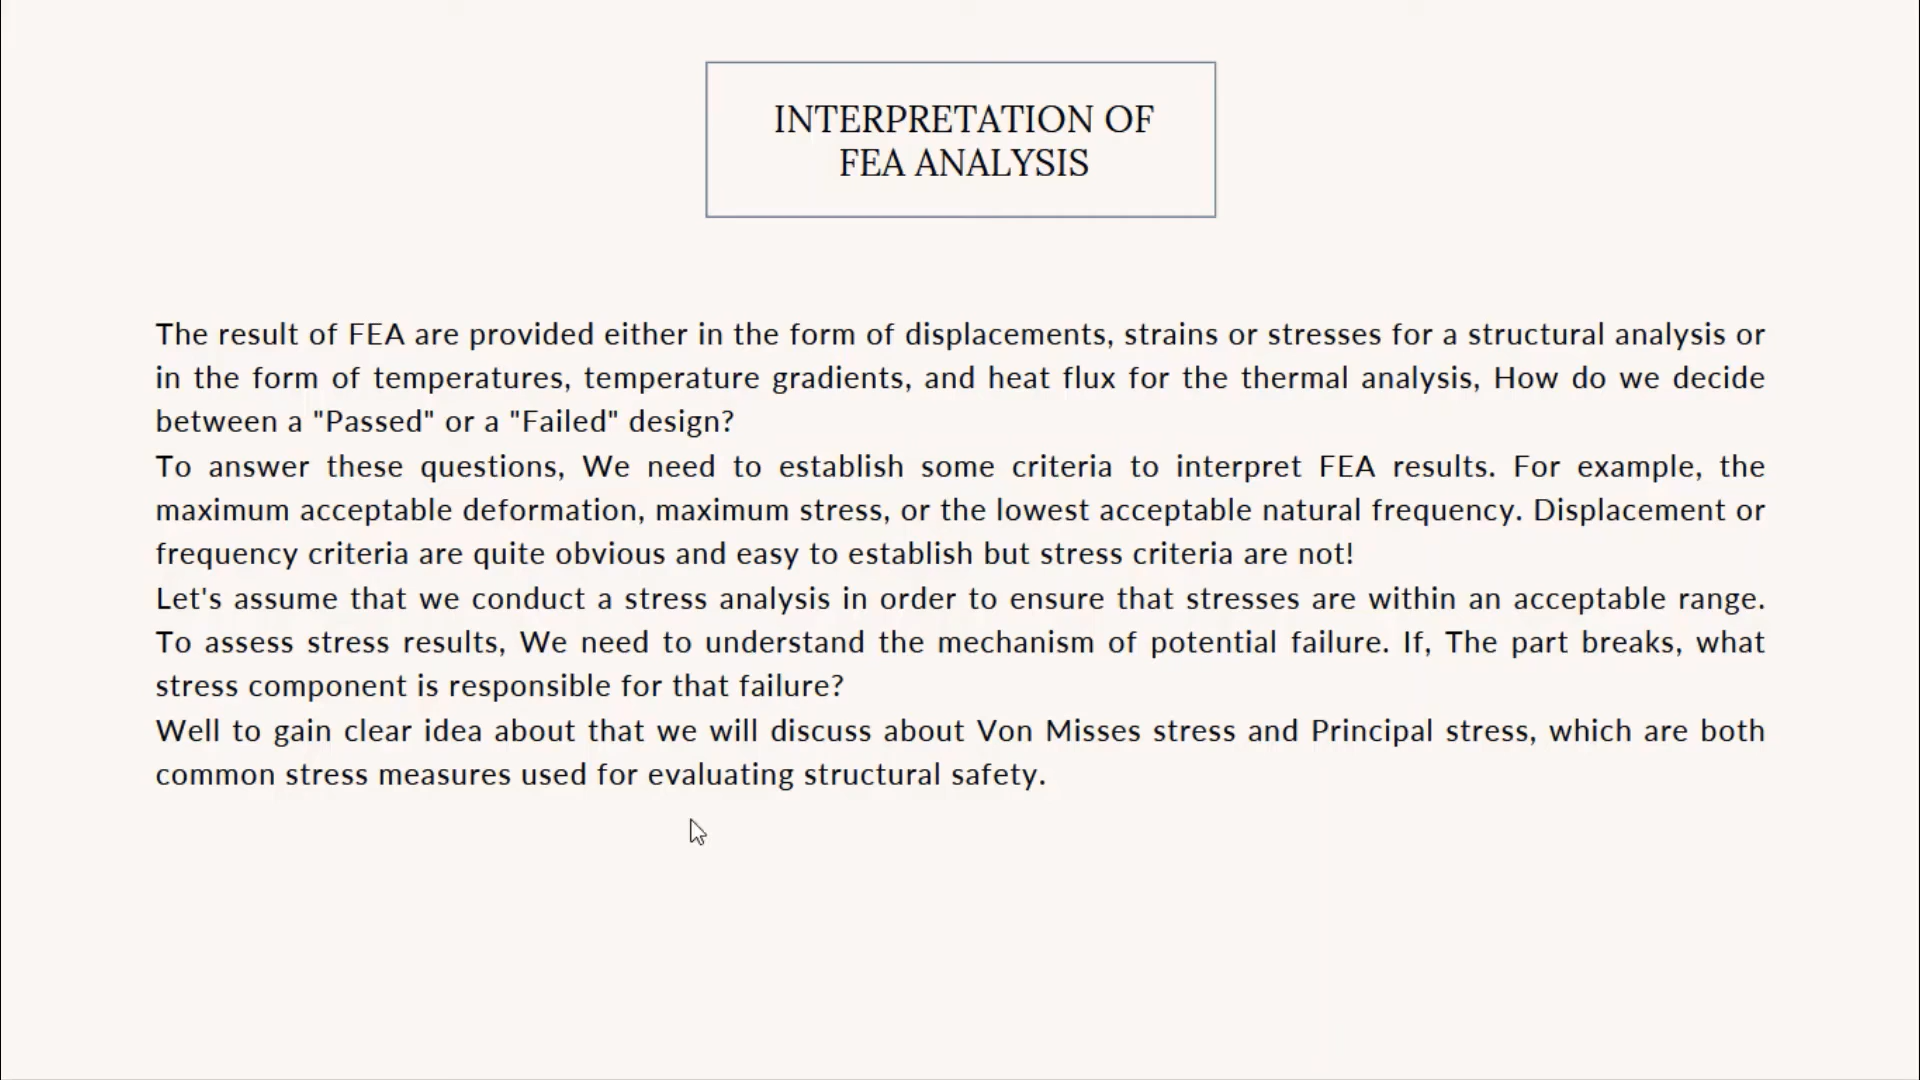 INTERPRETATION OF
FEA ANALYSIS
The result of FEA are provided either in the form of displacements, strains or stresses for a structural analysis or
in the form of temperatures, temperature gradients, and heat flux for the thermal analysis, How do we decide
between a "Passed" or a "Failed" design?
To answer these questions, We need to establish some criteria to interpret FEA results. For example, the
maximum acceptable deformation, maximum stress, or the lowest acceptable natural frequency. Displacement or
frequency criteria are quite obvious and easy to establish but stress criteria are not!
Let's assume that we conduct a stress analysis in order to ensure that stresses are within an acceptable range.
To assess stress results, We need to understand the mechanism of potential failure. If, The part breaks, what
stress component is responsible for that failure?
Well to gain clear idea about that we will discuss about Von Misses stress and Principal stress, which are both
common stress measures used for evaluating structural safety.